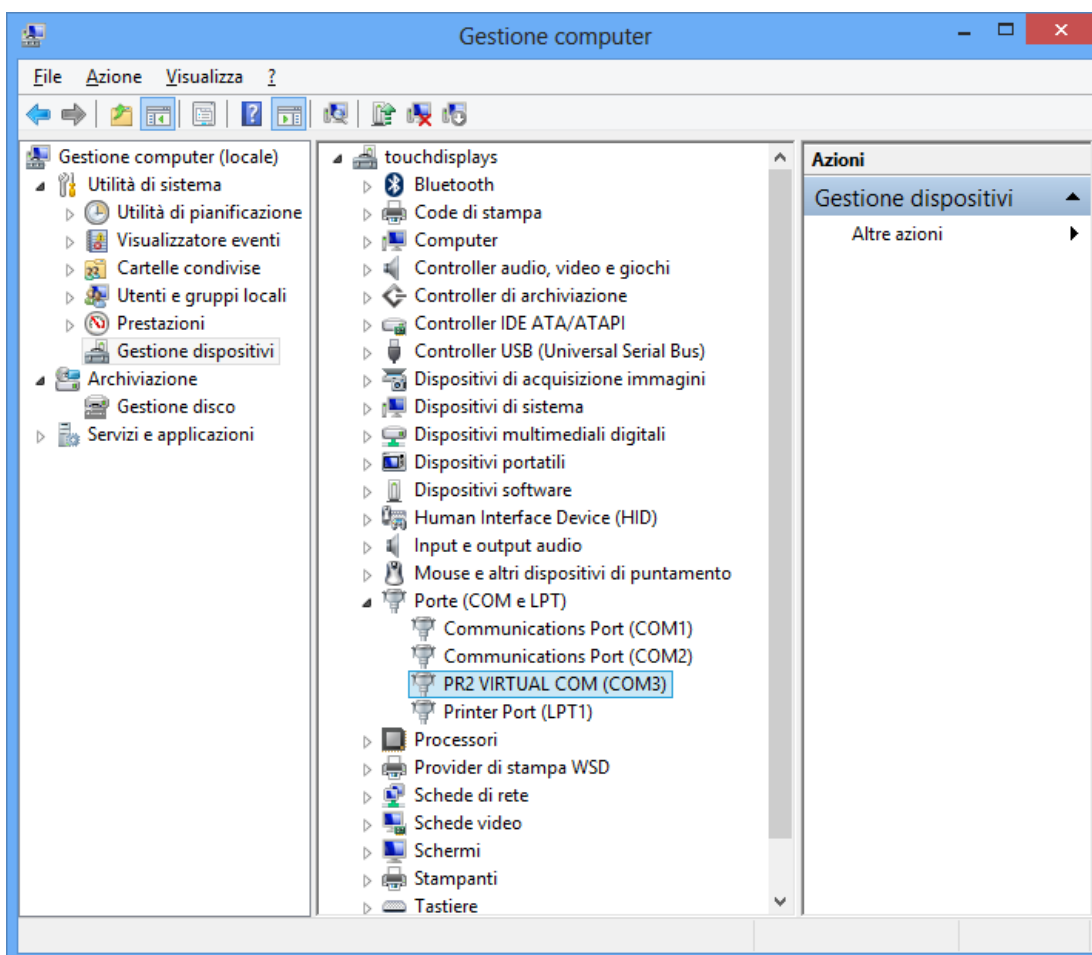 Gestione computer
File Azione Visualizza ?
Gestione computer (locale)
Utilità di sistema
Utilità di pianificazione
Visualizzatore eventi
Cartelle condivise
Utenti e gruppi locali
Prestazioni
Gestione dispositivi
Archiviazione
Gestione disco
Servizi e applicazioni
touchdisplays
Bluetooth
Code di stampa
Computer
Controller audio, video e giochi
Controller di archiviazione
Controller IDE ATA/ATAPI
Controller USB (Universal Serial Bus)
Dispositivi di acquisizione immagini
Dispositivi di sistema
Dispositivi multimediali digitali
Dispositivi portatili
Dispositivi software
Human Interface Device (HID)
Input e output audio
Mouse e altri dispositivi di puntamento
Porte (COM e LPT)
Communications Port (COM1)
Communications Port (COM2)
PR2 VIRTUAL COM (COM3)
Printer Port (LPT1)
Processori
Provider di stampa WSD
Schede di rete
Schede video
Schermi
Stampanti
Tastiere
Azioni
Gestione dispositivi
Altre azioni